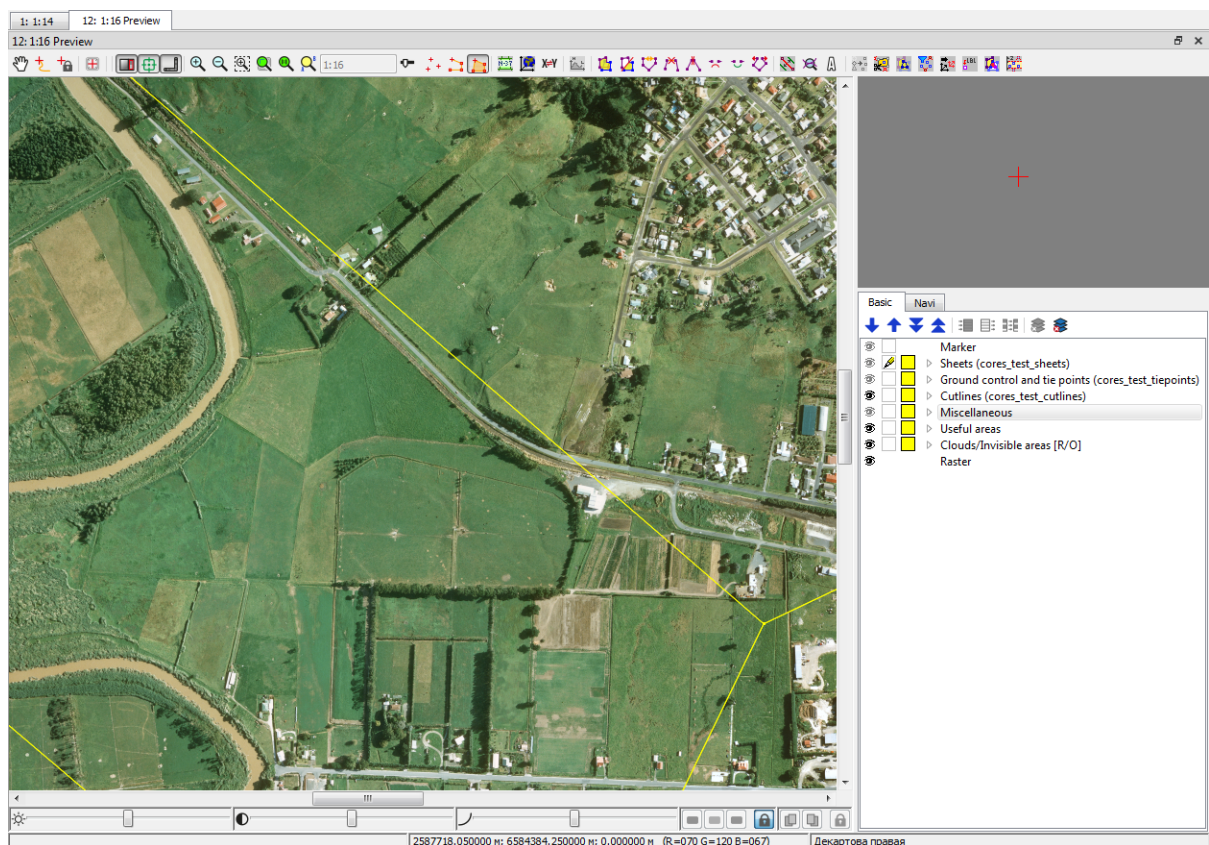 1: 1:14 12: 1:16 Preview
12: 1:16 Preview
1:16
Basic Navi
Marker
Sheets (cores_test_sheets)
Ground control and tie points (cores_test_tiepoints)
Cutlines (cores_test_cutlines)
Miscellaneous
Useful areas
Clouds/Invisible areas [R/O]
Raster
2587718.050000 м: 6584384.250000 м: 0.000000 м (R=070 G=120 B=067) Декартова правая